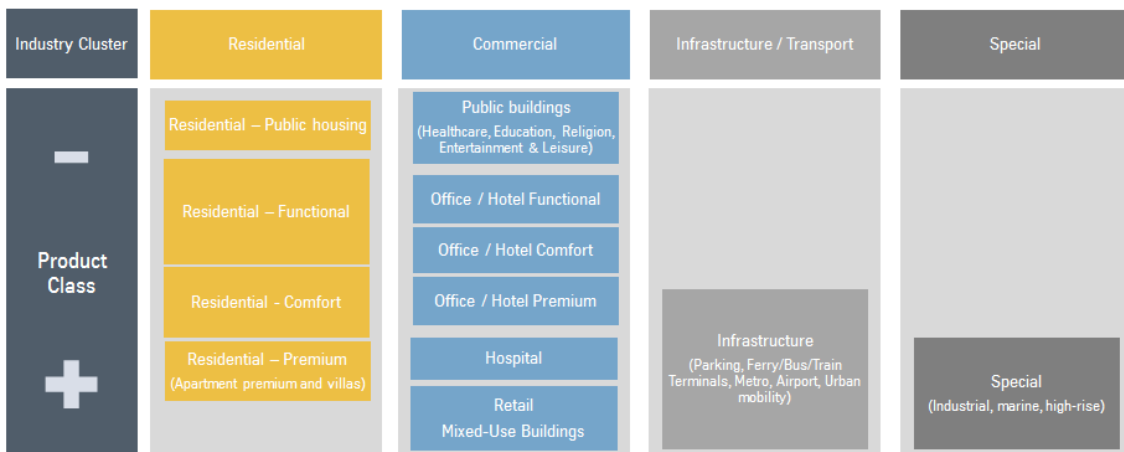 Industry Cluster
Residential
Commercial
Infrastructure / Transport
Special
Product
Class
Residential – Public housing
Residential – Functional
Residential - Comfort
Residential – Premium
(Apartment premium and villas)
Public buildings
(Healthcare, Education, Religion,
Entertainment & Leisure)
Office / Hotel Functional
Office / Hotel Comfort
Office / Hotel Premium
Hospital
Retail
Mixed-Use Buildings
Infrastructure
(Parking, Ferry/Bus/Train
Terminals, Metro, Airport, Urban
mobility)
Special
(Industrial, marine, high-rise)